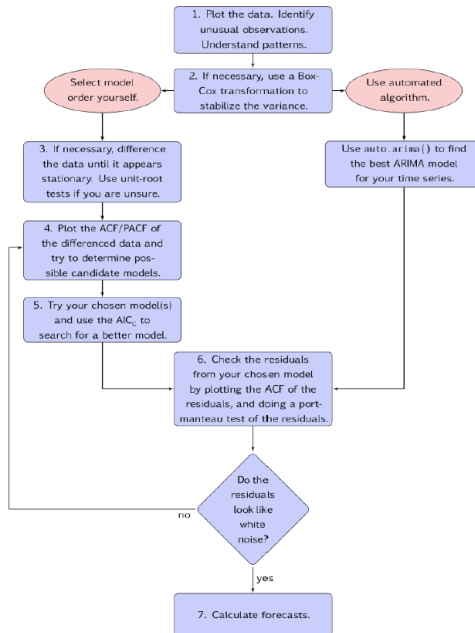 1. Plot the data. Identify
unusual observations.
Understand patterns.
Select model
order yourself.
2. If necessary, use a Box-
Cox transformation to
stabilize the variance.
Use automated
algorithm.
3. If necessary, difference
the data until it appears
stationary. Use unit-root
tests if you are unsure.
Use auto.arima() to find
the best ARIMA model
for your time series.
4. Plot the ACF/PACF of
the differenced data and
try to determine pos-
sible candidate models.
5. Try your chosen model(s)
and use the AICc to
search for a better model.
6. Check the residuals
from your chosen model
by plotting the ACF of the
residuals, and doing a port-
manteau test of the residuals.
Do the
residuals
look like
white
noise?
no
yes
7. Calculate forecasts.